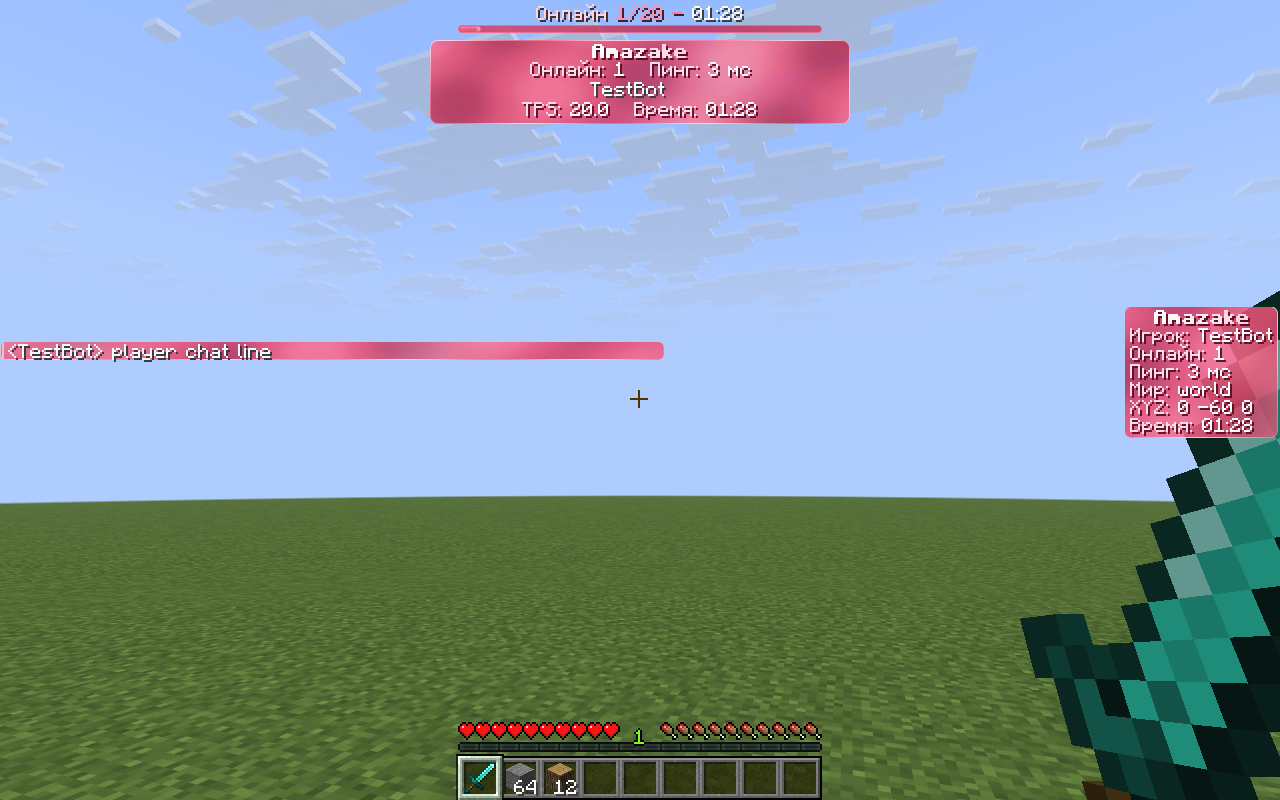 Онлайн 1/20 - 01:28
Amazake
Онлайн: 1 Пинг: 3 мс
TestBot
TPS: 20.0 Время: 01:28
<TestBot> player chat line
Amazake
Игрок: TestBot
Онлайн: 1
Пинг: 3 мс
Мир: world
XYZ: 0 -60 0
Время: 01:28
1
64 12